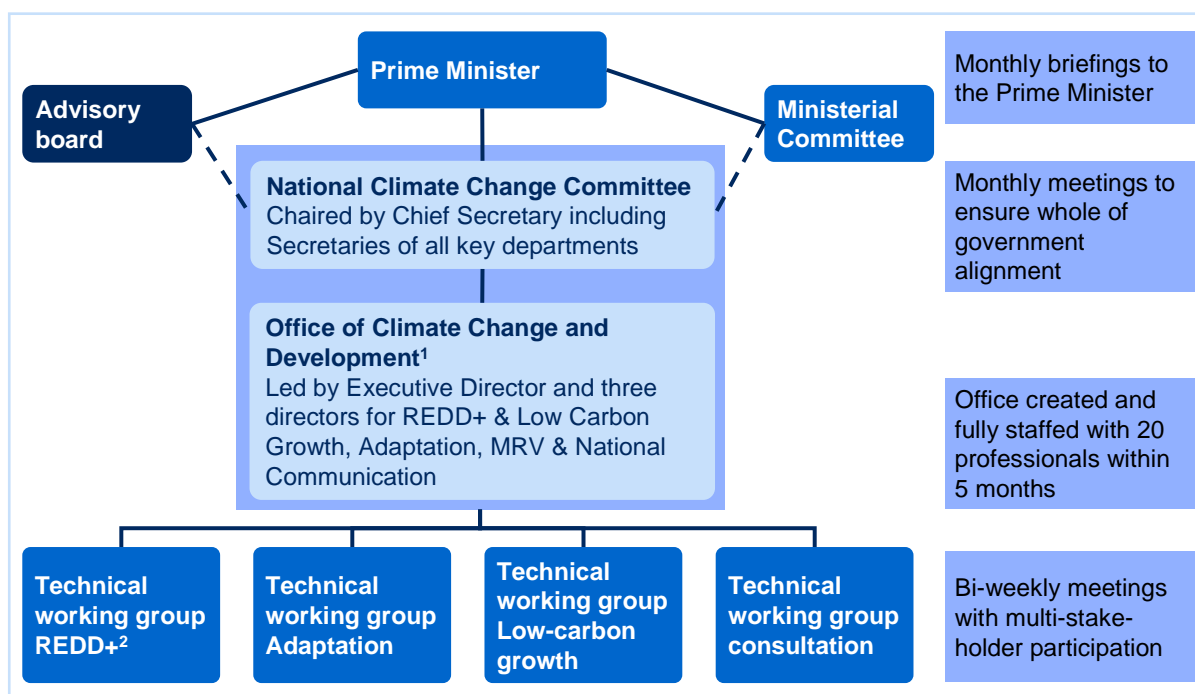 Prime Minister
Advisory
board
Ministerial
Committee
Monthly briefings to
the Prime Minister
National Climate Change Committee
Chaired by Chief Secretary including
Secretaries of all key departments
Monthly meetings to
ensure whole of
government
alignment
Office of Climate Change and
Development¹
Led by Executive Director and three
directors for REDD+ & Low Carbon
Growth, Adaptation, MRV & National
Communication
Office created and
fully staffed with 20
professionals within
5 months
Technical
working group
REDD+²
Technical
working group
Adaptation
Technical
working group
Low-carbon
growth
Technical
working group
consultation
Bi-weekly meetings
with multi-stake-
holder participation